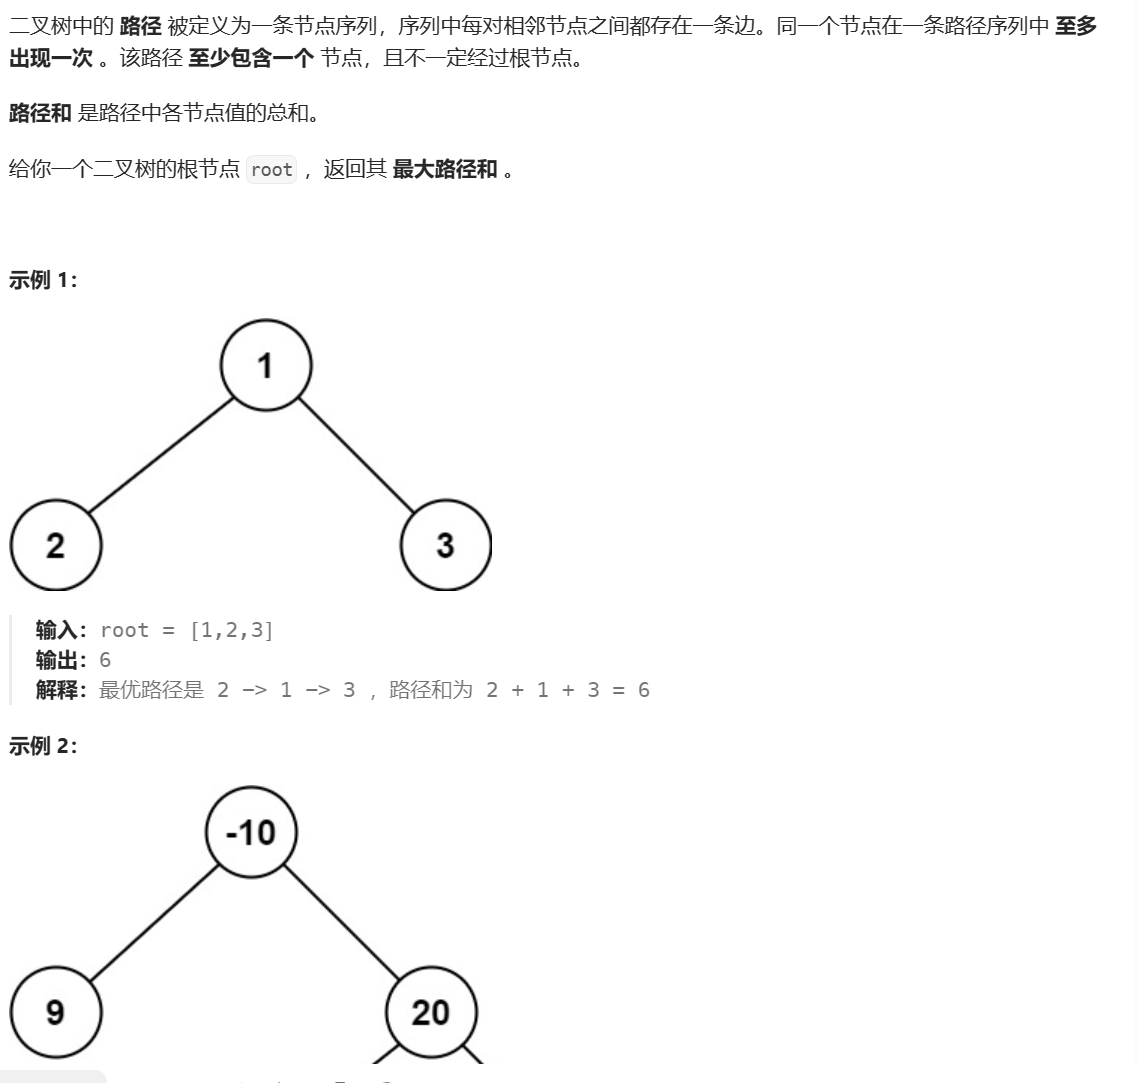 二叉树中的 路径 被定义为一条节点序列，序列中每对相邻节点之间都存在一条边。同一个节点在一条路径序列中 至多
出现一次 。该路径 至少包含一个 节点，且不一定经过根节点。
路径和 是路径中各节点值的总和。
给你一个二叉树的根节点 root ，返回其 最大路径和 。
示例 1：
1
2 3
输入：root = [1,2,3]
输出：6
解释：最优路径是 2 -> 1 -> 3 ，路径和为 2 + 1 + 3 = 6
示例 2：
-10
9 20